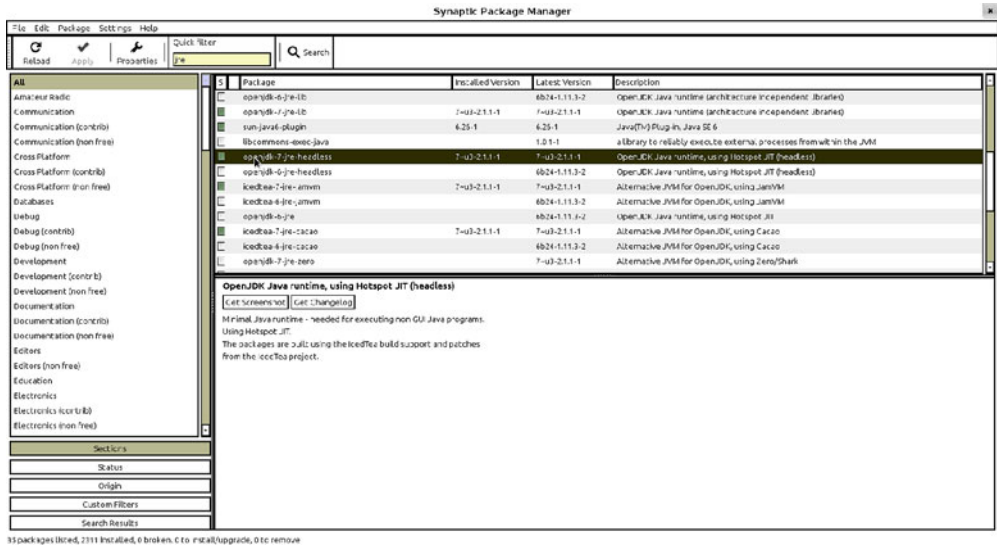 Synaptic Package Manager
File Edit Package Settings Help
Reload
Apply
Properties
Quick filter
jre
Search
All
Amateur Radio
Communication
Communication (contrib)
Communication (non free)
Cross Platform
Cross Platform (contrib)
Cross Platform (non free)
Databases
Debug
Debug (contrib)
Debug (non free)
Development
Development (contrib)
Development (non free)
Documentation
Documentation (contrib)
Documentation (non free)
Editors
Editors (non free)
Education
Electronics
Electronics (contrib)
Electronics (non free)
Sections
Status
Origin
Custom Filters
Search Results
S Package Installed Version Latest Version Description
openjdk-6-jre-lib 6b24-1.11.3-2 OpenJDK Java runtime (architecture independent libraries)
openjdk-7-jre-lib 7~u3-2.1.1-1 7~u3-2.1.1-1 OpenJDK Java runtime (architecture independent libraries)
sun-java6-plugin 6.26-1 6.26-1 Java(TM) Plug-in, Java SE 6
libcommons-exec-java 1.0.1-1 a library to reliably execute external processes from within the JVM
openjdk-7-jre-headless 7~u3-2.1.1-1 7~u3-2.1.1-1 OpenJDK Java runtime, using Hotspot JIT (headless)
openjdk-6-jre-headless 6b24-1.11.3-2 OpenJDK Java runtime, using Hotspot JIT (headless)
icedtea-7-jre-jamvm 7~u3-2.1.1-1 7~u3-2.1.1-1 Alternative JVM for OpenJDK, using JamVM
icedtea-6-jre-jamvm 6b24-1.11.3-2 Alternative JVM for OpenJDK, using JamVM
openjdk-6-jre 6b24-1.11.3-2 OpenJDK Java runtime, using Hotspot JIT
icedtea-7-jre-cacao 7~u3-2.1.1-1 7~u3-2.1.1-1 Alternative JVM for OpenJDK, using Cacao
icedtea-6-jre-cacao 6b24-1.11.3-2 Alternative JVM for OpenJDK, using Cacao
openjdk-7-jre-zero 7~u3-2.1.1-1 Alternative JVM for OpenJDK, using Zero/Shark
OpenJDK Java runtime, using Hotspot JIT (headless)
Get Screenshot Get Changelog
Minimal Java runtime - needed for executing non GUI Java programs.
Using Hotspot JIT.
The packages are built using the IcedTea build support and patches
from the IcedTea project.
packages listed, 2311 installed, 0 broken. 0 to install/upgrade, 0 to remove